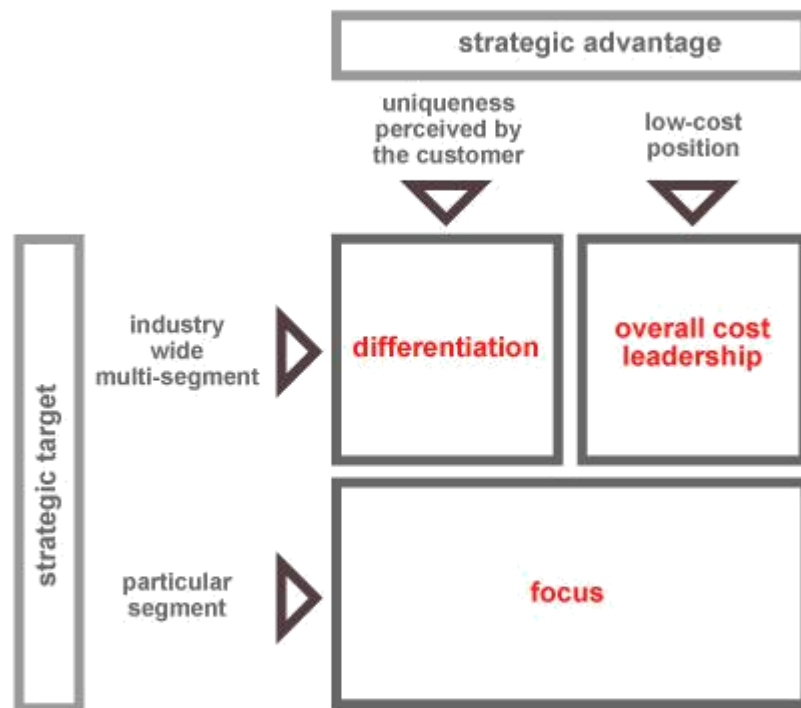 strategic advantage
uniqueness
perceived by
the customer
low-cost
position
strategic target
industry
wide
multi-segment
differentiation
overall cost
leadership
particular
segment
focus